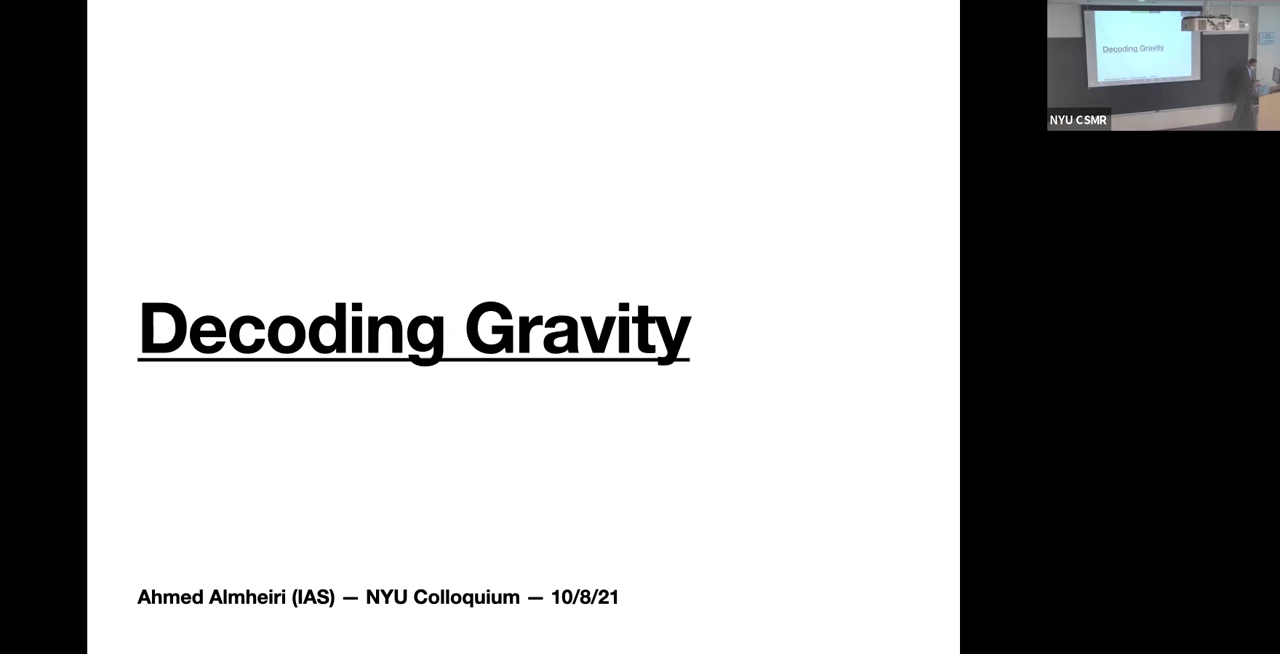 Decoding Gravity
Ahmed Almheiri (IAS) — NYU Colloquium — 10/8/21
Decoding Gravity
NYU CSMR